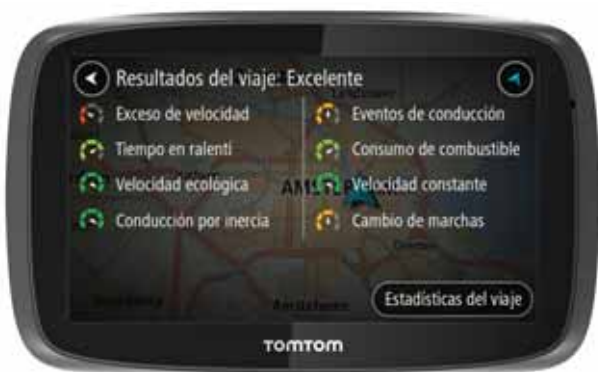 Resultados del viaje: Excelente
Exceso de velocidad
Tiempo en ralentí
Velocidad ecológica
Conducción por inercia
Eventos de conducción
Consumo de combustible
Velocidad constante
Cambio de marchas
Estadísticas del viaje
TOMTOM